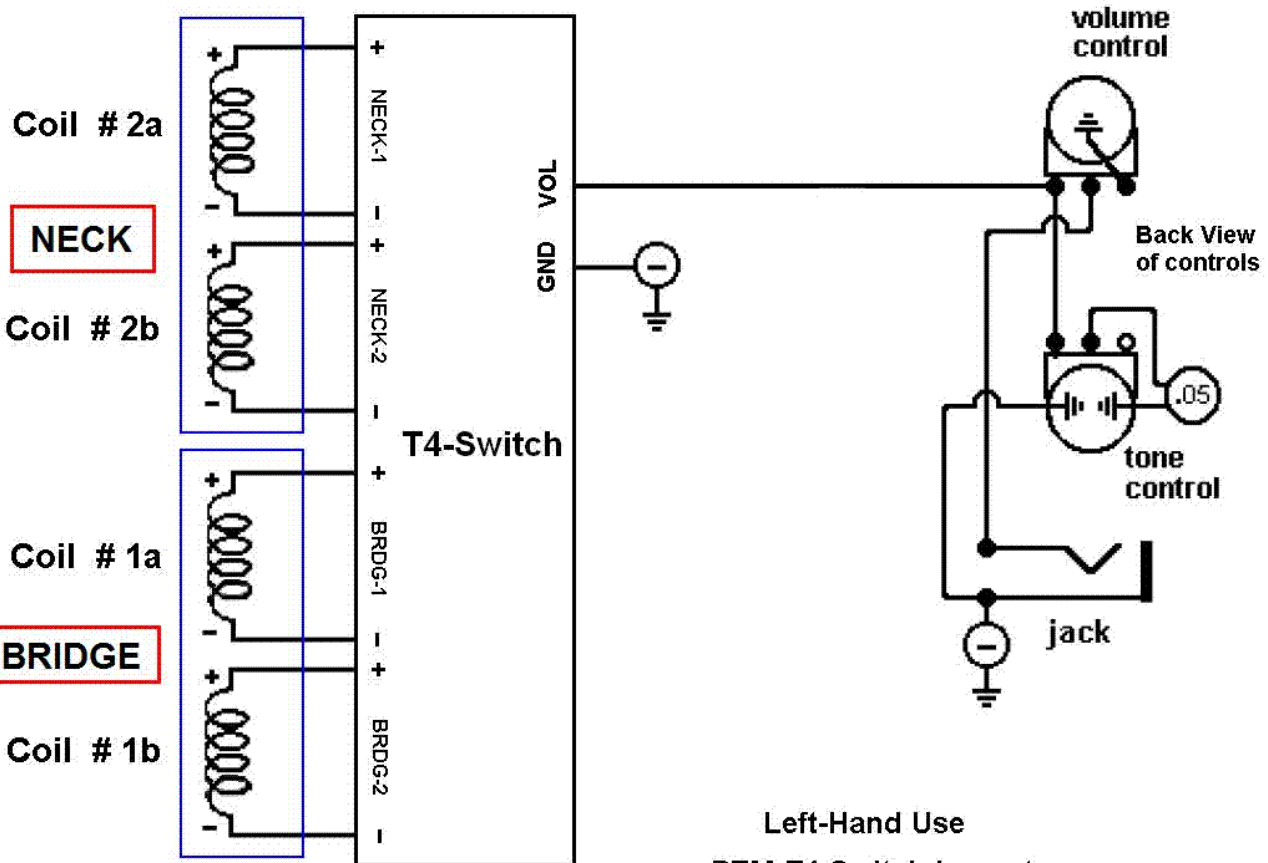 volume
control
Coil # 2a
+
-
+
NECK-1
-
NECK
Coil # 2b
+
-
+
NECK-2
-
VOL
GND
-
Back View
of controls
.05
tone
control
T4-Switch
Coil # 1a
+
-
+
BRDG-1
-
BRIDGE
Coil # 1b
+
-
+
BRDG-2
-
jack
-
Left-Hand Use